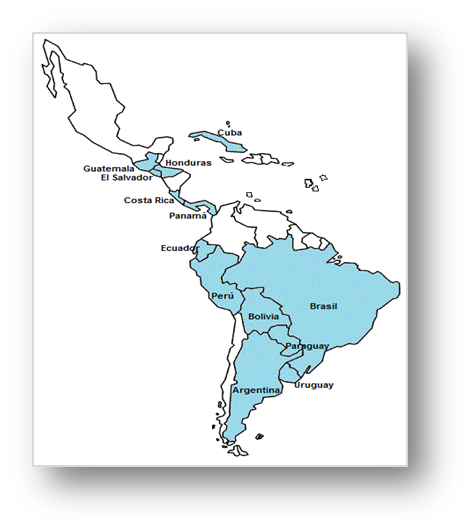 Cuba
Guatemala
Honduras
El Salvador
Costa Rica
Panamá
Ecuador
Perú
Brasil
Bolivia
Paraguay
Uruguay
Argentina